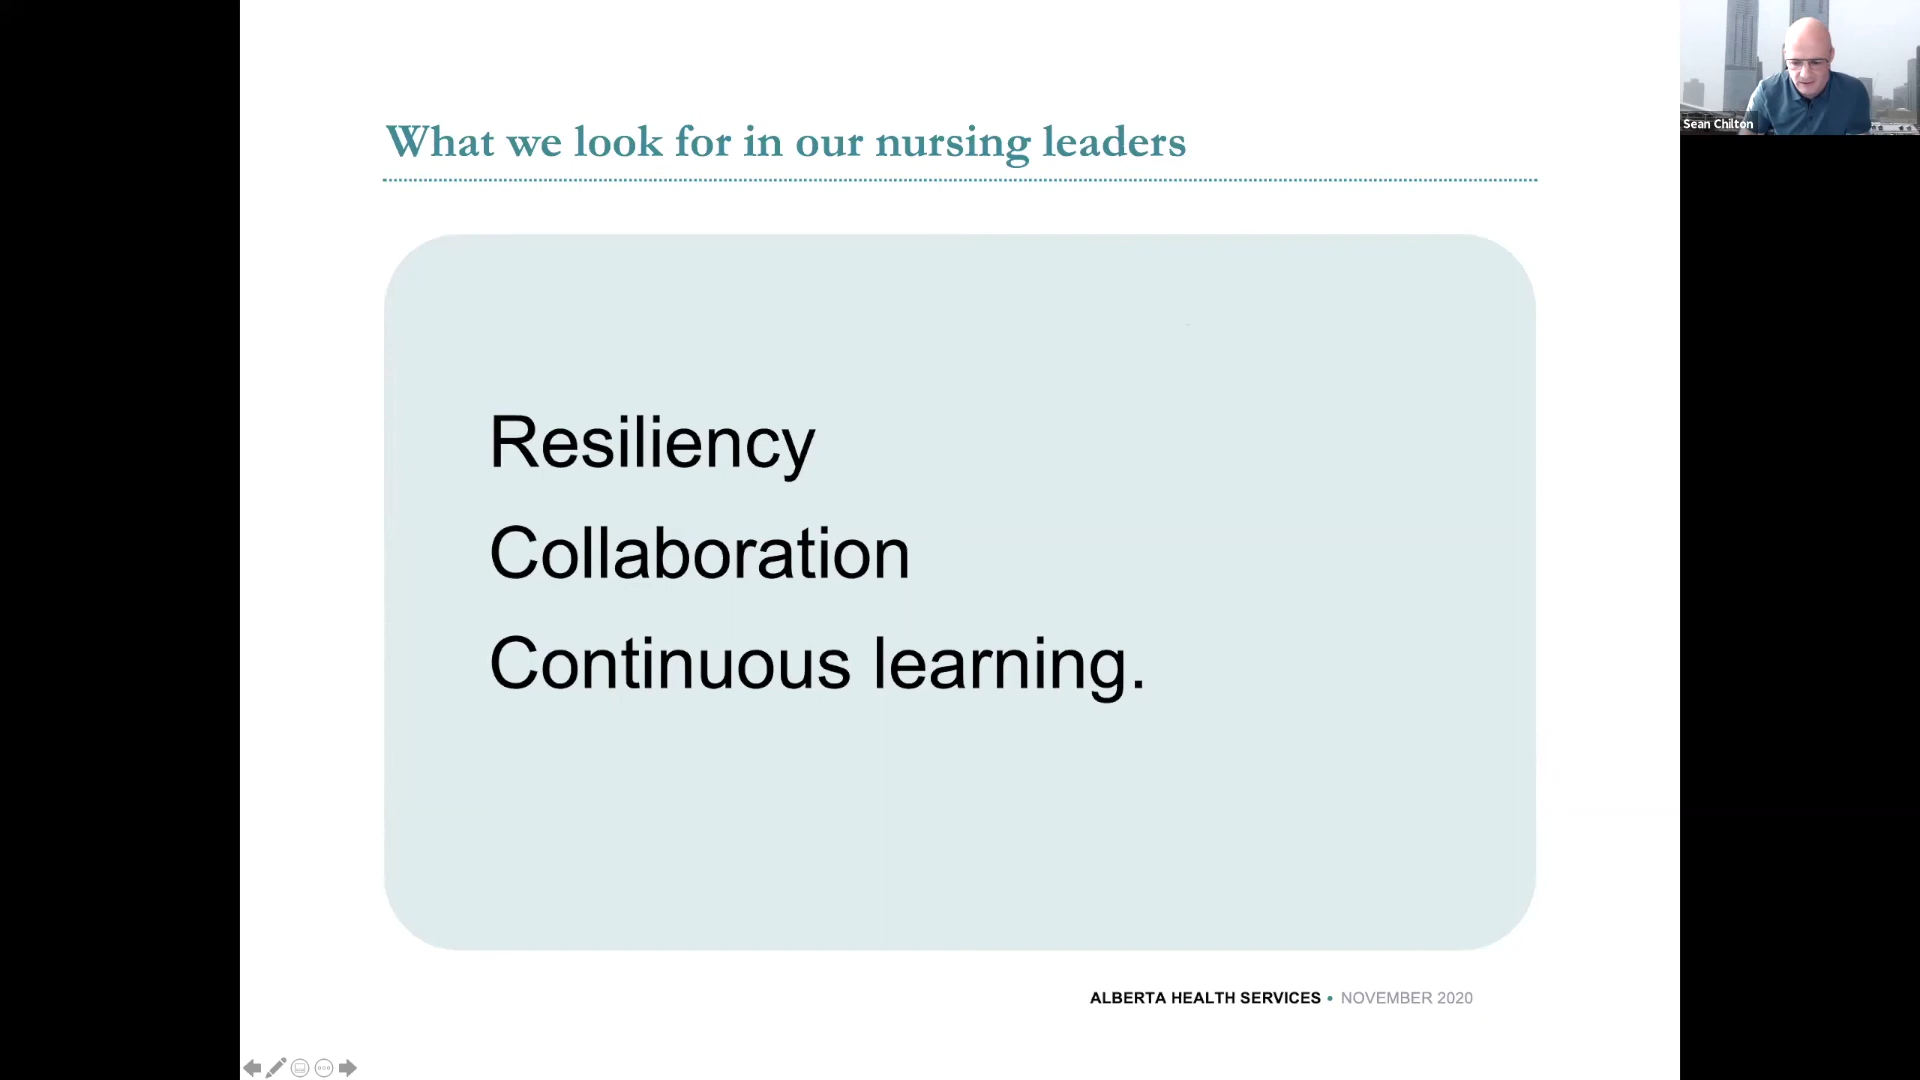 What we look for in our nursing leaders
Sean Chilton
Resiliency
Collaboration
Continuous learning.
ALBERTA HEALTH SERVICES • NOVEMBER 2020